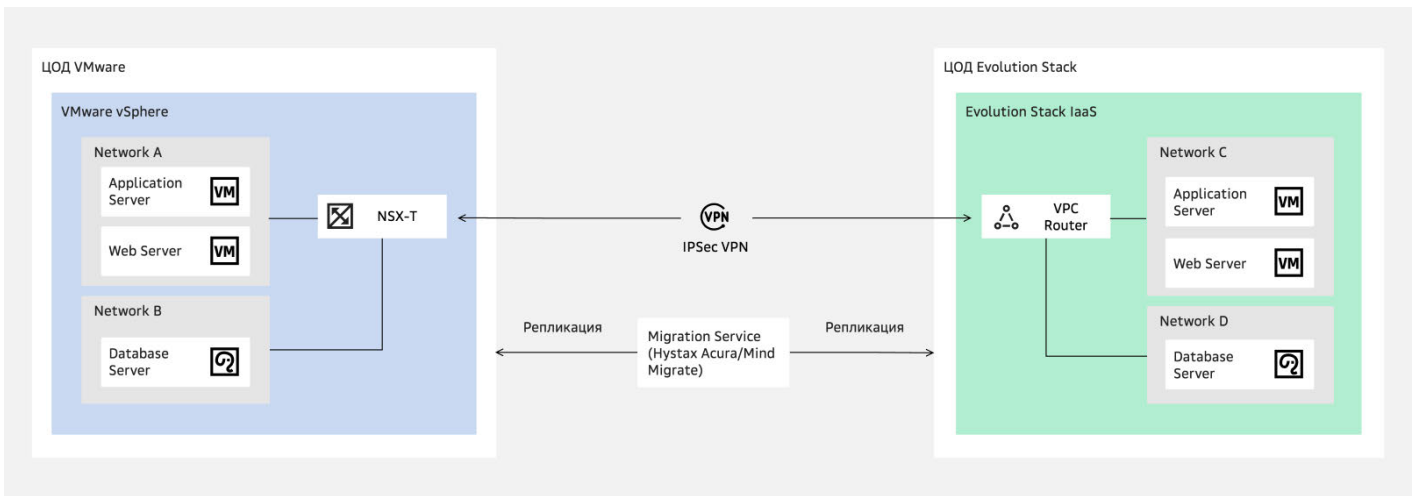 ЦОД VMware
VMware vSphere
Network A
Application
Server
VM
Web Server
VM
Network B
Database
Server
NSX-T
VPN
IPSec VPN
Репликация
Migration Service
(Hystax Acura/Mind
Migrate)
Репликация
ЦОД Evolution Stack
Evolution Stack IaaS
VPC
Router
Network C
Application
Server
VM
Web Server
VM
Network D
Database
Server